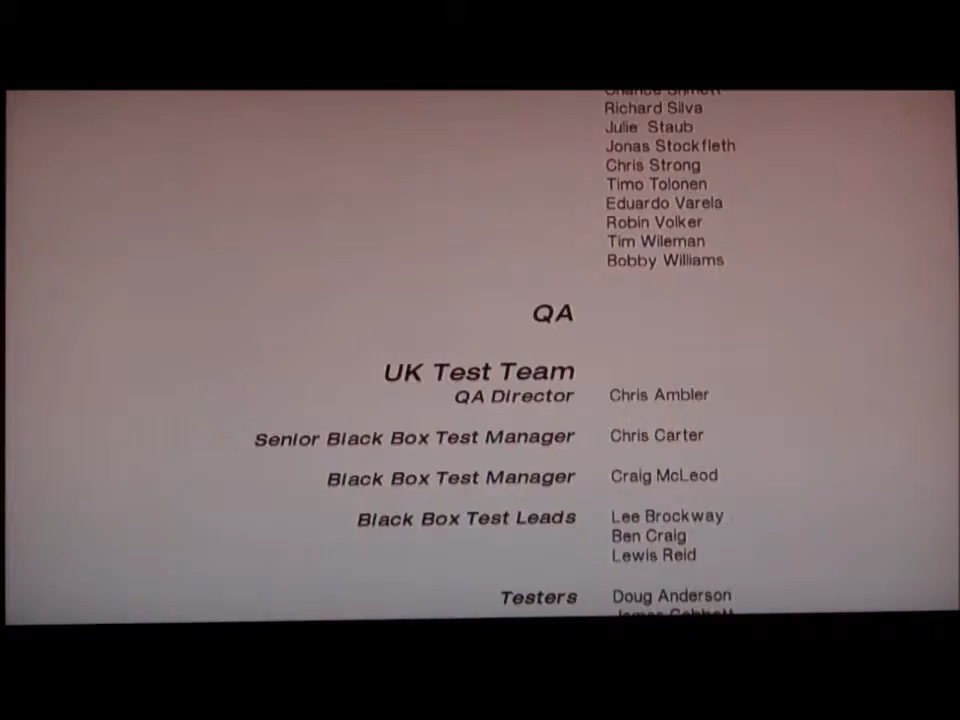 Richard Silva
Julie Staub
Jonas Stockfleth
Chris Strong
Timo Tolonen
Eduardo Varela
Robin Volker
Tim Wileman
Bobby Williams
QA
UK Test Team
QA Director Chris Ambler
Senior Black Box Test Manager Chris Carter
Black Box Test Manager Craig McLeod
Black Box Test Leads Lee Brockway
Ben Craig
Lewis Reid
Testers Doug Anderson